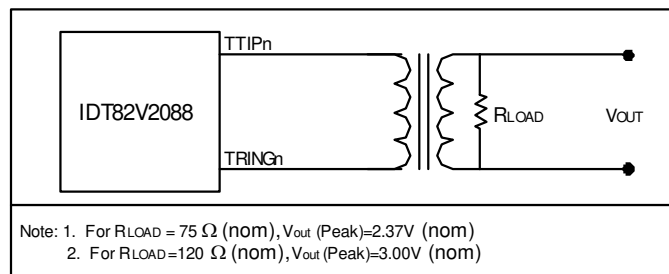 TTIPn
IDT82V2088
RLOAD
VOUT
TRINGn
Note: 1. For RLOAD = 75 Ω (nom), Vout (Peak)=2.37V (nom)
2. For RLOAD=120 Ω (nom), Vout (Peak)=3.00V (nom)